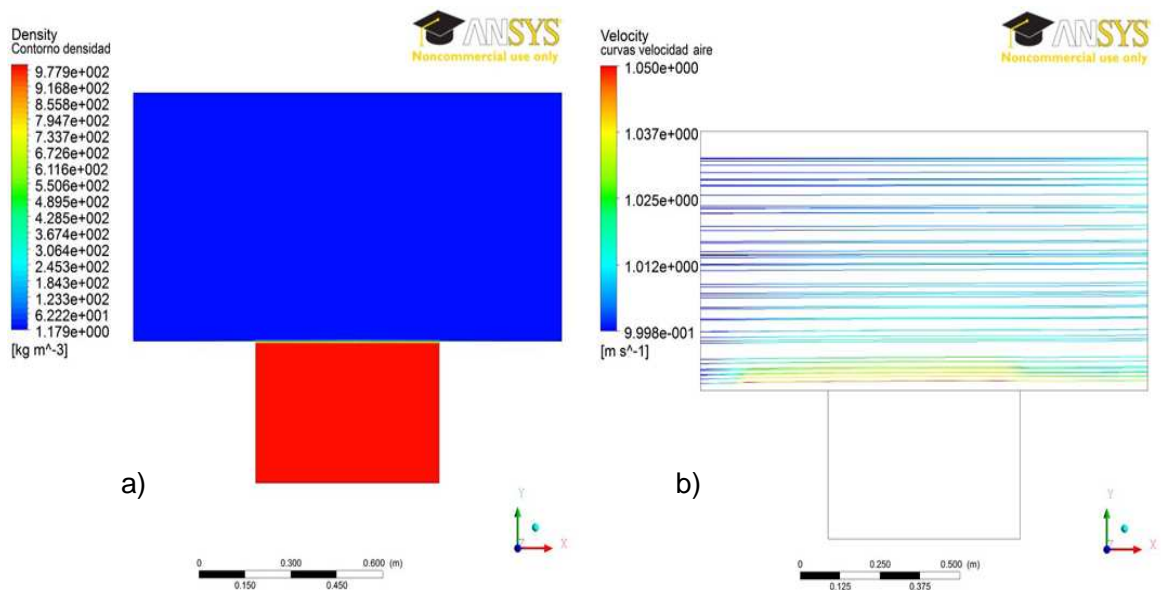 Density
Contorno densidad
ANSYS
Noncommercial use only
9.779e+002
9.168e+002
8.558e+002
7.947e+002
7.337e+002
6.726e+002
6.116e+002
5.506e+002
4.895e+002
4.285e+002
3.674e+002
3.064e+002
2.453e+002
1.843e+002
1.233e+002
6.222e+001
1.179e+000
[kg m^-3]
a)
Y
X
0 0.300 0.600 (m)
0.150 0.450
Velocity
curvas velocidad aire
ANSYS
Noncommercial use only
1.050e+000
1.037e+000
1.025e+000
1.012e+000
9.998e-001
[m s^-1]
b)
Y
X
0 0.250 0.500 (m)
0.125 0.375